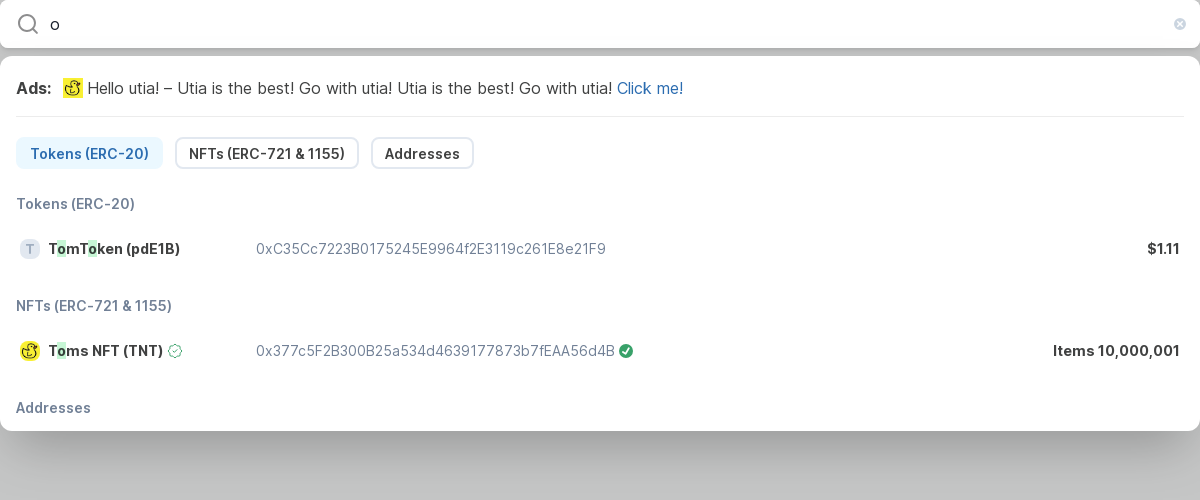 o
Ads: Hello utia! – Utia is the best! Go with utia! Utia is the best! Go with utia! Click me!
Tokens (ERC-20) NFTs (ERC-721 & 1155) Addresses
Tokens (ERC-20)
T TomToken (pdE1B) 0xC35Cc7223B0175245E9964f2E3119c261E8e21F9 $1.11
NFTs (ERC-721 & 1155)
Toms NFT (TNT) 0x377c5F2B300B25a534d4639177873b7fEAA56d4B Items 10,000,001
Addresses